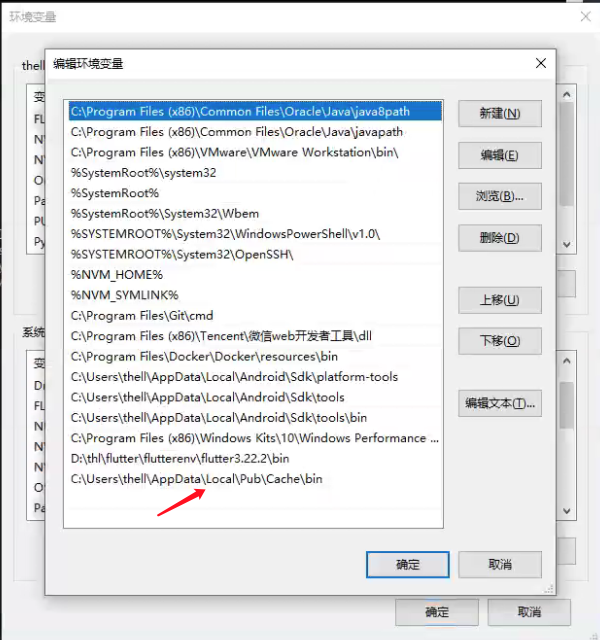 环境变量
thell
编辑环境变量
C:\Program Files (x86)\Common Files\Oracle\Java\java8path
C:\Program Files (x86)\Common Files\Oracle\Java\javapath
C:\Program Files (x86)\VMware\VMware Workstation\bin\
%SystemRoot%\system32
%SystemRoot%
%SystemRoot%\System32\Wbem
%SYSTEMROOT%\System32\WindowsPowerShell\v1.0\
%SYSTEMROOT%\System32\OpenSSH\
%NVM_HOME%
%NVM_SYMLINK%
C:\Program Files\Git\cmd
C:\Program Files (x86)\Tencent\微信web开发者工具\dll
C:\Program Files\Docker\Docker\resources\bin
C:\Users\thell\AppData\Local\Android\Sdk\platform-tools
C:\Users\thell\AppData\Local\Android\Sdk\tools
C:\Users\thell\AppData\Local\Android\Sdk\tools\bin
C:\Program Files (x86)\Windows Kits\10\Windows Performance ...
D:\thl\flutter\flutterenv\flutter3.22.2\bin
C:\Users\thell\AppData\Local\Pub\Cache\bin
新建(N)
编辑(E)
浏览(B)...
删除(D)
上移(U)
下移(O)
编辑文本(T)...
确定
取消
变
FL
N\
N\
O
Pa
PU
Py
系统
变
D
FL
N\
N\
O
Pa
确定
取消